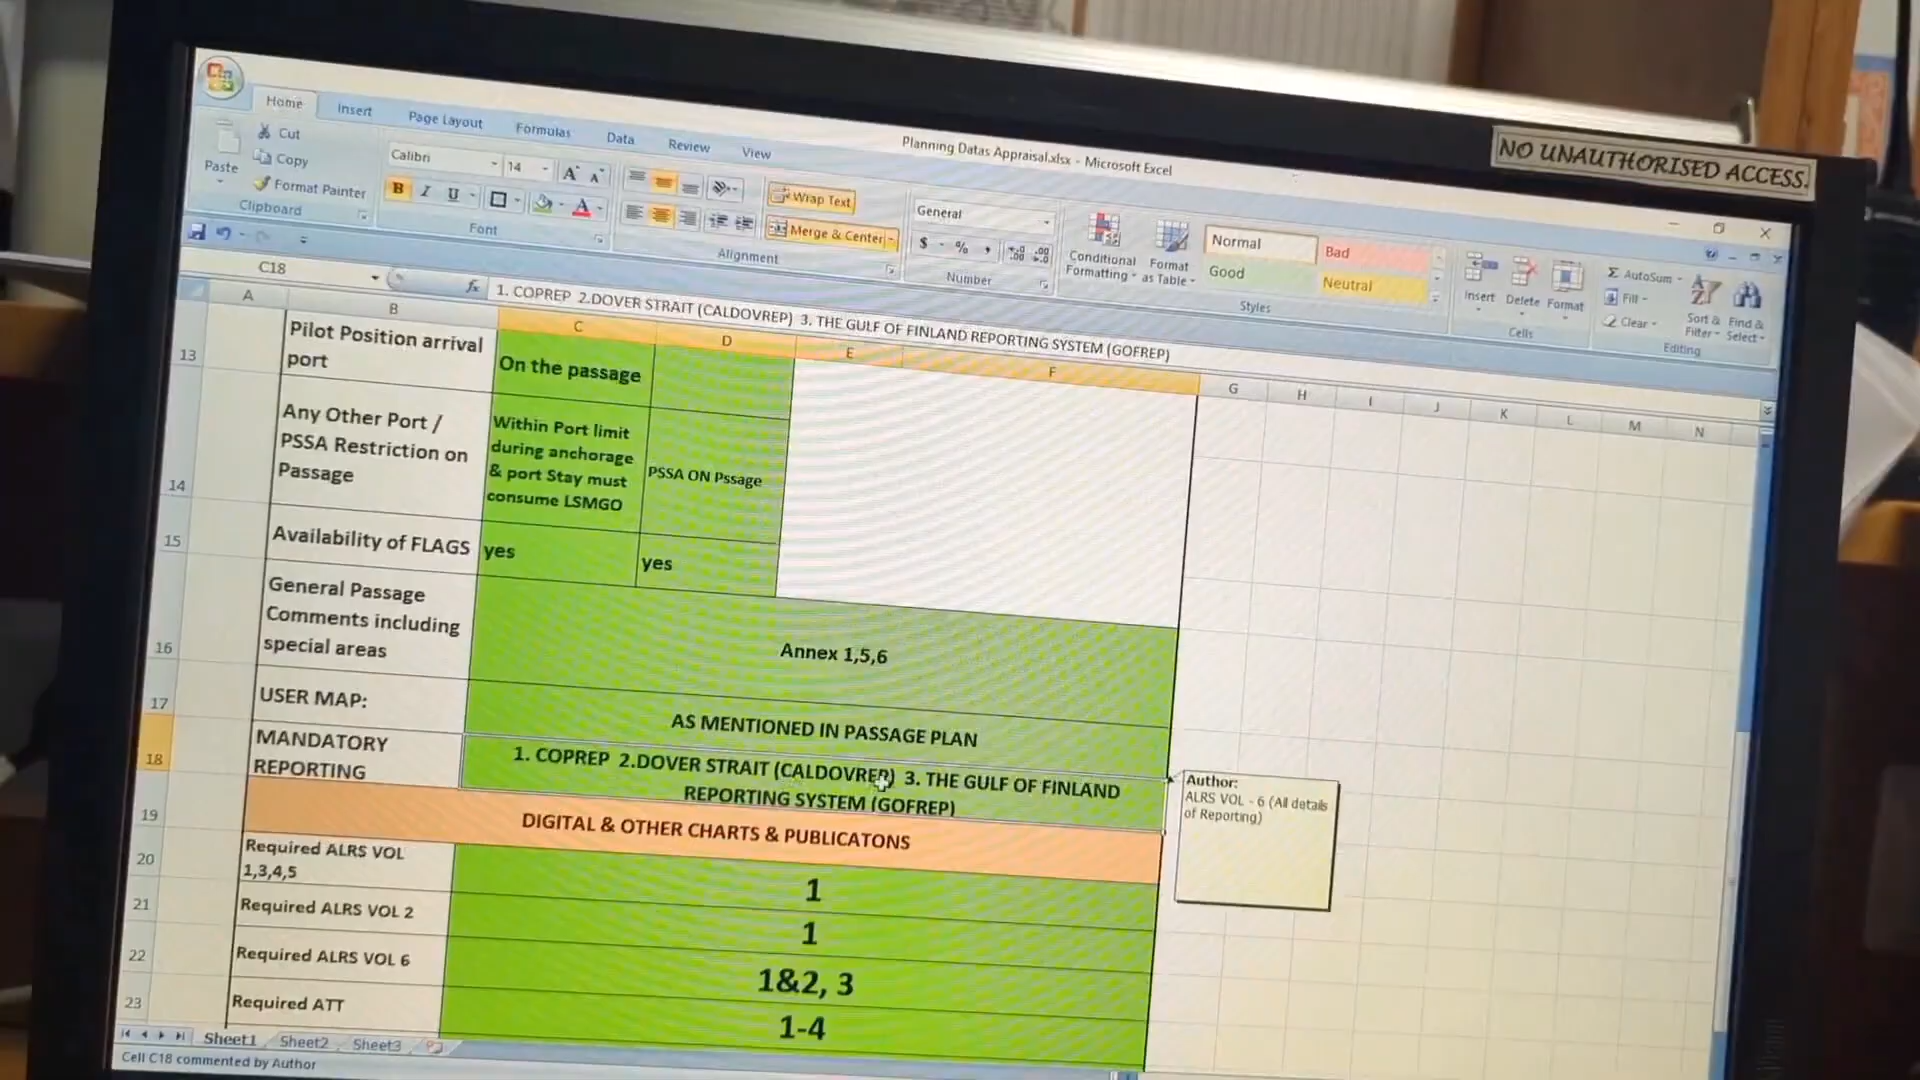 Planning Datas Appraisal.xlsx - Microsoft Excel
NO UNAUTHORISED ACCESS.
Home Insert Page Layout Formulas Data Review View
Paste
Cut
Copy
Format Painter
Clipboard
Calibri 14
B I U
Font
Wrap Text
Merge & Center
Alignment
General
$ % ,
Number
Conditional Formatting
Format as Table
Normal Bad
Good Neutral
Styles
Insert Delete Format
Cells
Σ AutoSum
Fill
Clear
Sort & Filter
Find & Select
Editing
C18
fx 1. COPREP 2.DOVER STRAIT (CALDOVREP) 3. THE GULF OF FINLAND REPORTING SYSTEM (GOFREP)
A B C D E F G H I J K L M N
13
Pilot Position arrival
port
On the passage
14
Any Other Port /
PSSA Restriction on
Passage
Within Port limit
during anchorage
& port Stay must
consume LSMGO
PSSA ON Pssage
15
Availability of FLAGS
yes
yes
16
General Passage
Comments including
special areas
Annex 1,5,6
17
USER MAP:
AS MENTIONED IN PASSAGE PLAN
18
MANDATORY
REPORTING
1. COPREP 2.DOVER STRAIT (CALDOVREP) 3. THE GULF OF FINLAND
REPORTING SYSTEM (GOFREP)
Author:
ALRS VOL - 6 (All details
of Reporting)
19
DIGITAL & OTHER CHARTS & PUBLICATONS
20
Required ALRS VOL
1,3,4,5
1
21
Required ALRS VOL 2
1
22
Required ALRS VOL 6
1&2, 3
23
Required ATT
1-4
Sheet1 Sheet2 Sheet3
Cell C18 commented by Author